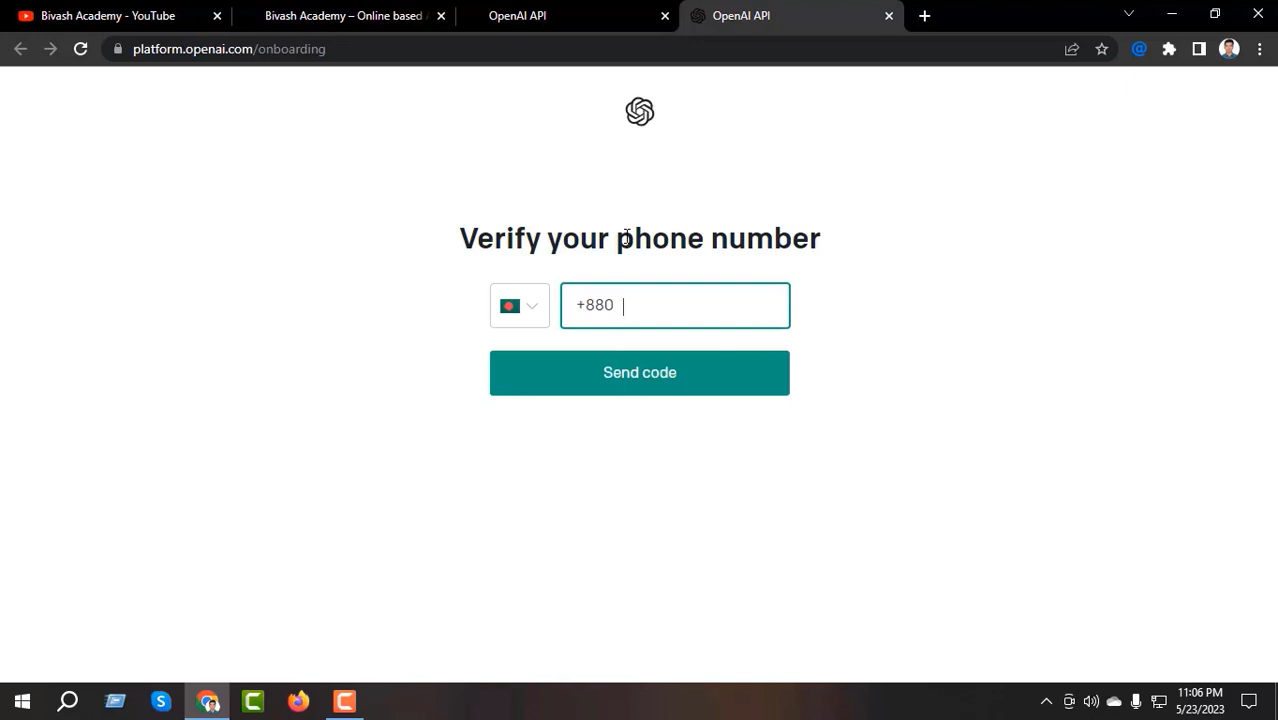 Bivash Academy - YouTube
Bivash Academy – Online based
OpenAI API
OpenAI API
platform.openai.com/onboarding
Verify your phone number
+880
Send code
11:06 PM
5/23/2023